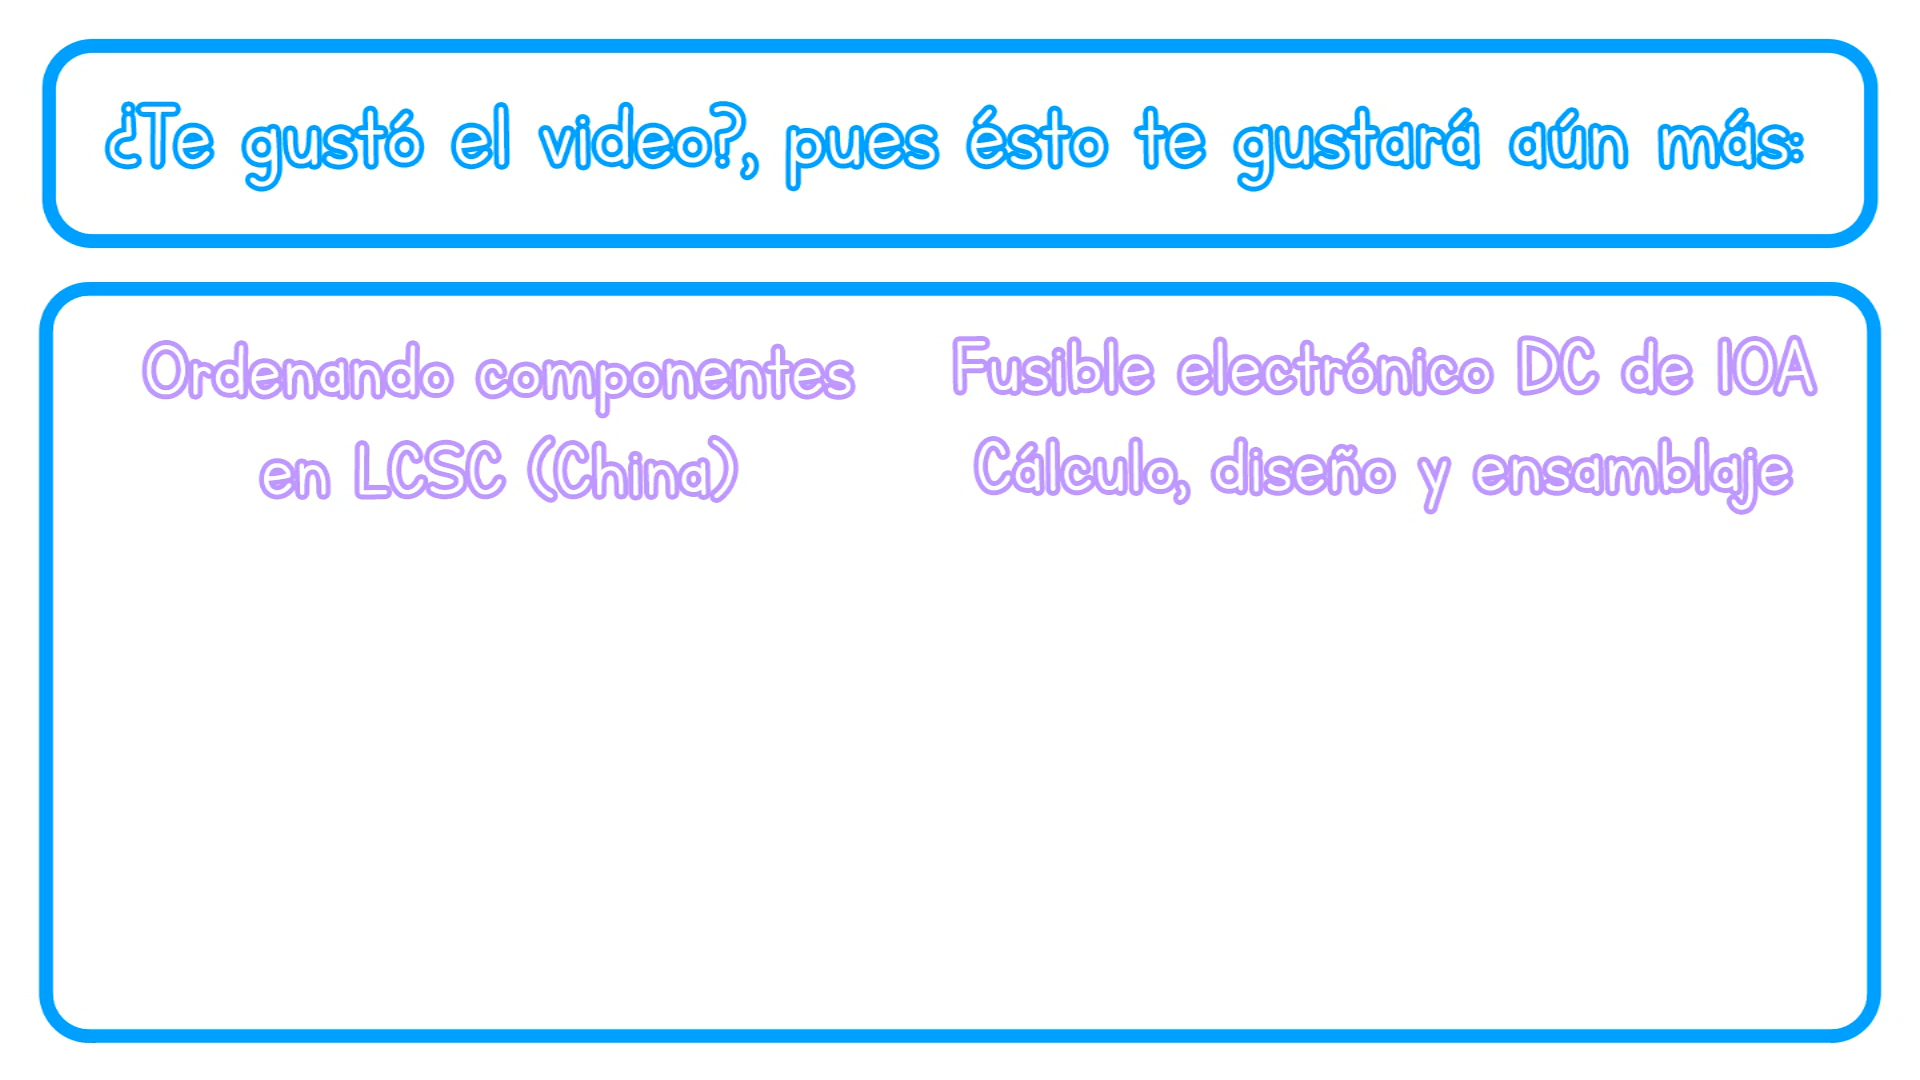 ¿Te gustó el video?, pues ésto te gustará aún más:
Ordenando componentes
en LCSC (China)
Fusible electrónico DC de 10A
Cálculo, diseño y ensamblaje